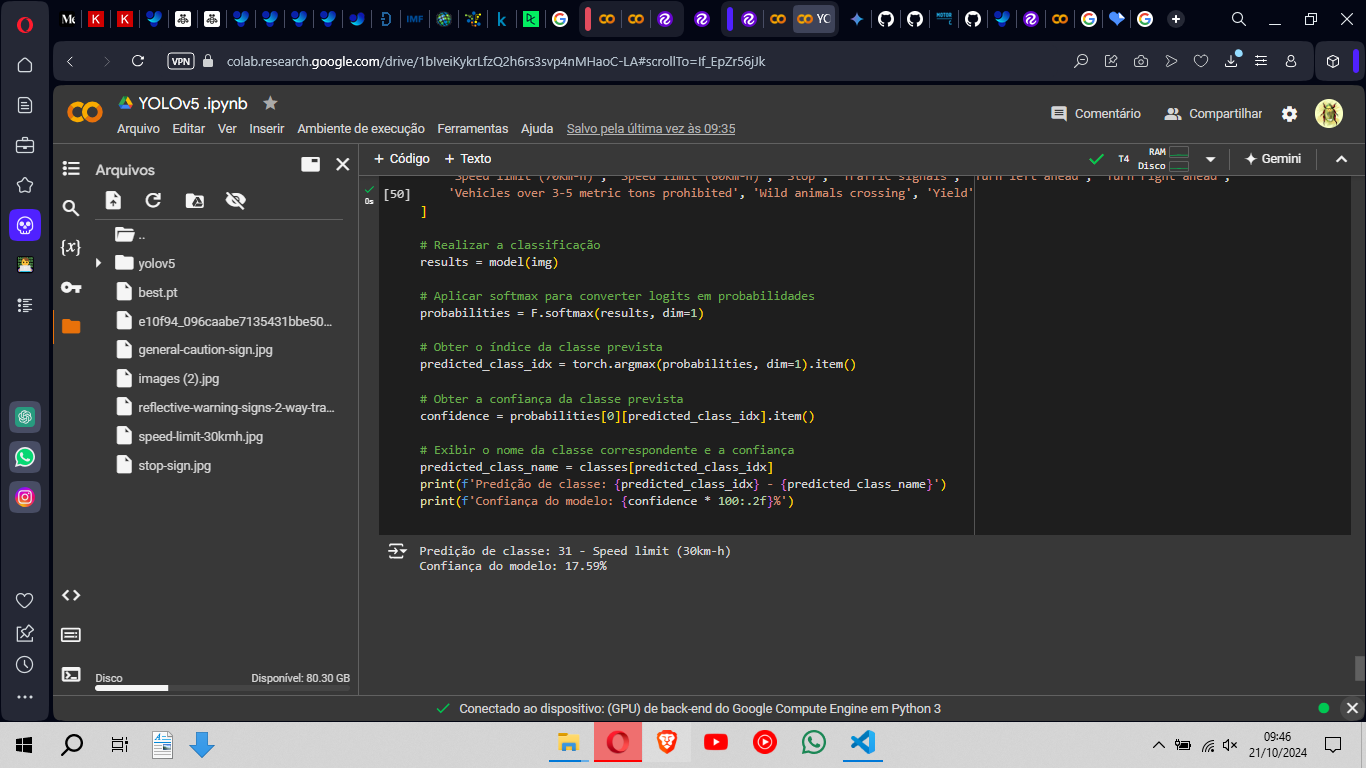 YC
VPN
colab.research.google.com/drive/1bIveiKykrLfzQ2h6rs3svp4nMHaoC-LA#scrollTo=If_EpZr56jJk
YOLOv5 .ipynb
Comentário
Compartilhar
Arquivo Editar Ver Inserir Ambiente de execução Ferramentas Ajuda Salvo pela última vez às 09:35
Arquivos
+ Código + Texto
T4
RAM
Disco
Gemini
..
yolov5
best.pt
e10f94_096caabe7135431bbe50...
general-caution-sign.jpg
images (2).jpg
reflective-warning-signs-2-way-tra...
speed-limit-30kmh.jpg
stop-sign.jpg
Disco
Disponível: 80.30 GB
0s
[50]
'Speed limit (70km-h)', 'Speed limit (80km-h)', 'Stop', 'Traffic signals', 'Turn left ahead', 'Turn right ahead',
'Vehicles over 3-5 metric tons prohibited', 'Wild animals crossing', 'Yield'
]
# Realizar a classificação
results = model(img)
# Aplicar softmax para converter logits em probabilidades
probabilities = F.softmax(results, dim=1)
# Obter o índice da classe prevista
predicted_class_idx = torch.argmax(probabilities, dim=1).item()
# Obter a confiança da classe prevista
confidence = probabilities[0][predicted_class_idx].item()
# Exibir o nome da classe correspondente e a confiança
predicted_class_name = classes[predicted_class_idx]
print(f'Predição de classe: {predicted_class_idx} - {predicted_class_name}')
print(f'Confiança do modelo: {confidence * 100:.2f}%')
Predição de classe: 31 - Speed limit (30km-h)
Confiança do modelo: 17.59%
Conectado ao dispositivo: (GPU) de back-end do Google Compute Engine em Python 3
09:46
21/10/2024